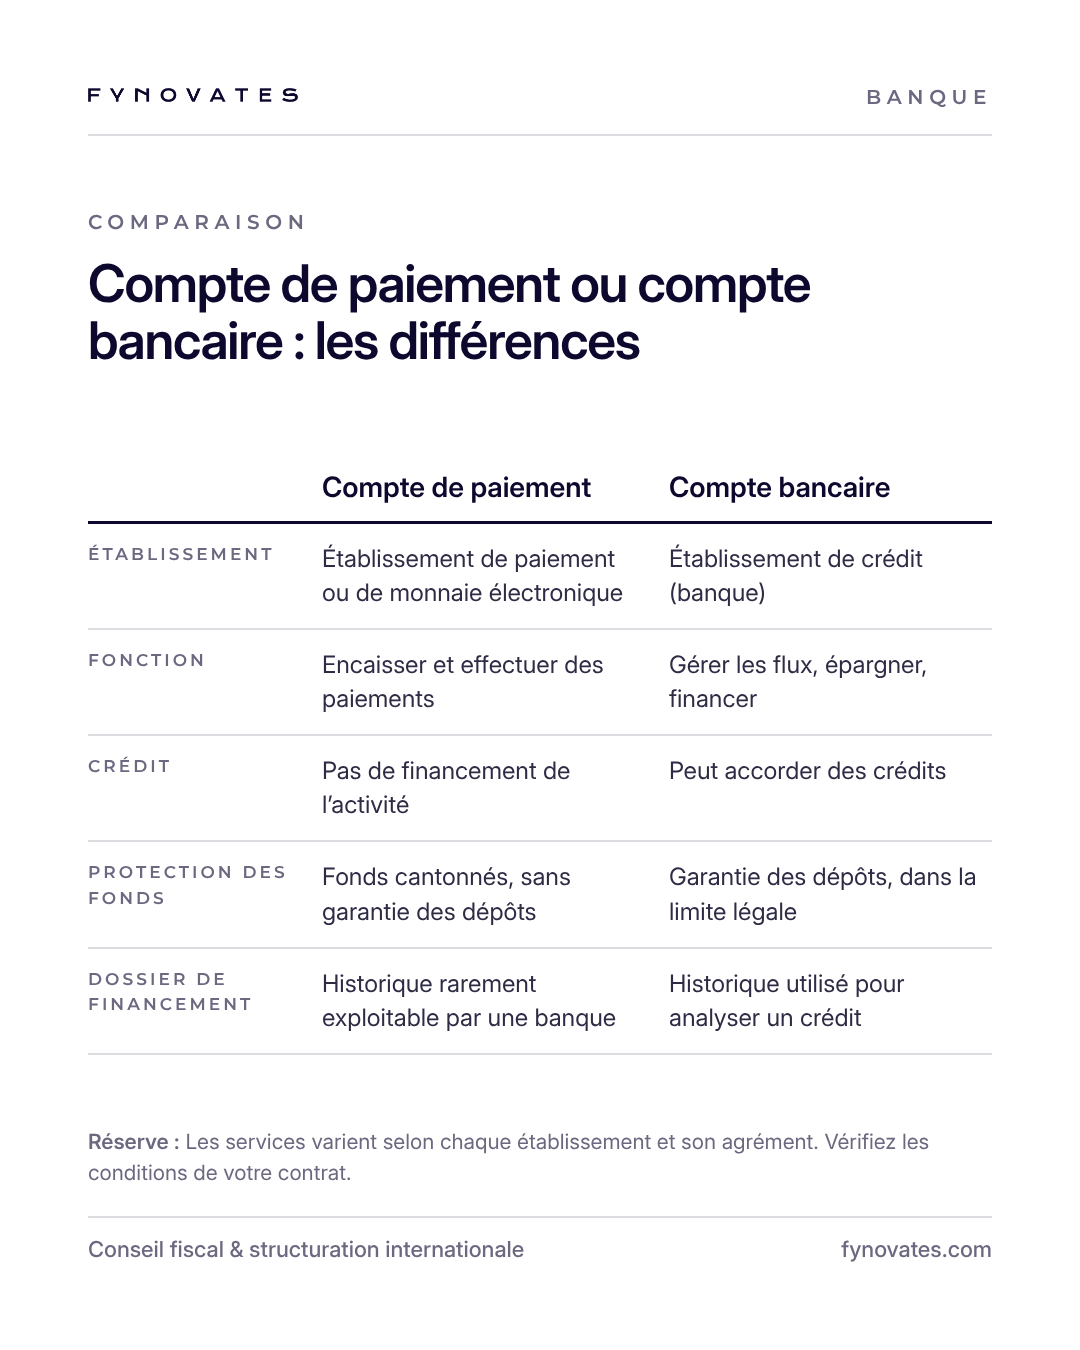 FYNOVATES
BANQUE
COMPARAISON
Compte de paiement ou compte
bancaire : les différences
Compte de paiement
Compte bancaire
ÉTABLISSEMENT
Établissement de paiement
ou de monnaie électronique
Établissement de crédit
(banque)
FONCTION
Encaisser et effectuer des
paiements
Gérer les flux, épargner,
financer
CRÉDIT
Pas de financement de
l’activité
Peut accorder des crédits
PROTECTION DES
FONDS
Fonds cantonnés, sans
garantie des dépôts
Garantie des dépôts, dans la
limite légale
DOSSIER DE
FINANCEMENT
Historique rarement
exploitable par une banque
Historique utilisé pour
analyser un crédit
Réserve : Les services varient selon chaque établissement et son agrément. Vérifiez les
conditions de votre contrat.
Conseil fiscal & structuration internationale
fynovates.com